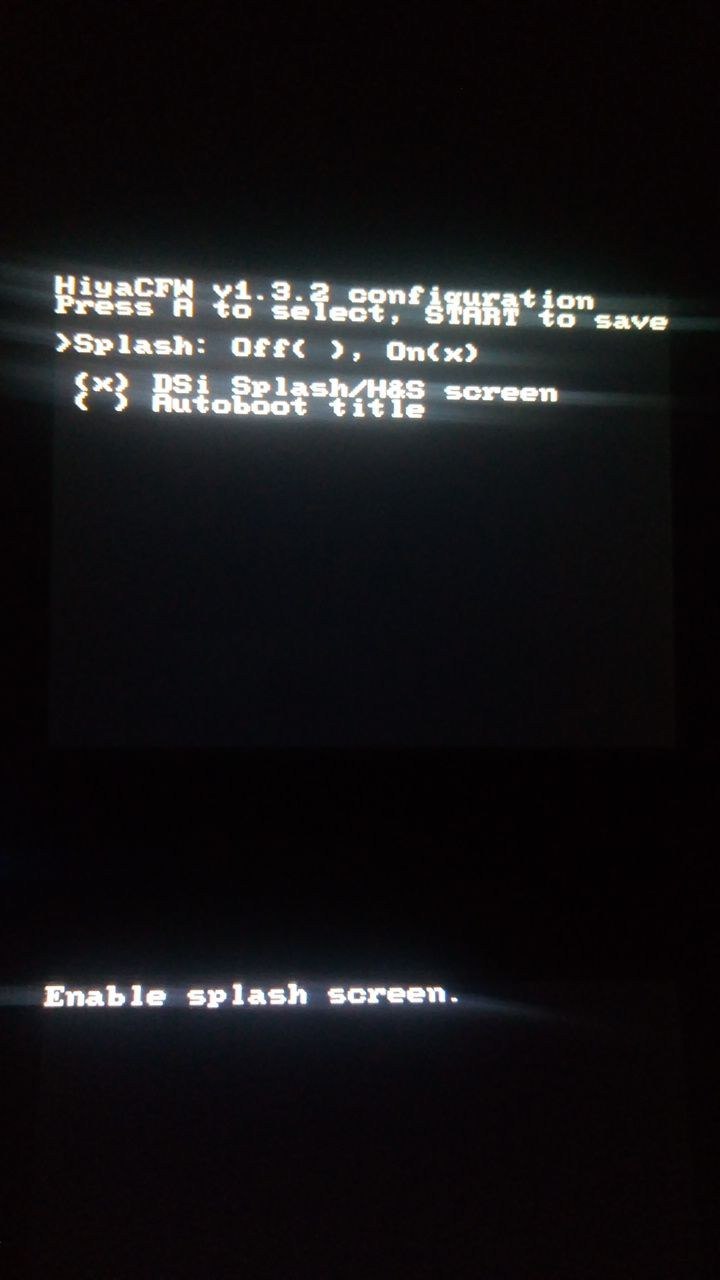 HiyaCFW v1.3.2 configuration
Press A to select, START to save
>Splash: Off( ), On(x)
(x) DSi Splash/H&S screen
( ) Autoboot title
Enable splash screen.